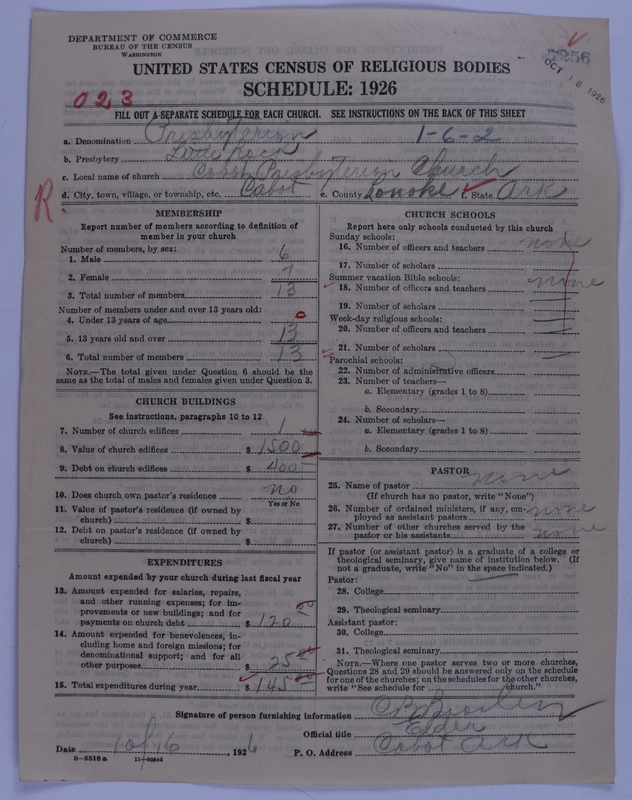 DEPARTMENT OF COMMERCE
BUREAU OF THE CENSUS
WASHINGTON
OCT 18 1926
UNITED STATES CENSUS OF RELIGIOUS BODIES
SCHEDULE: 1926
023
FILL OUT A SEPARATE SCHEDULE FOR EACH CHURCH. SEE INSTRUCTIONS ON THE BACK OF THIS SHEET
a. Denomination Presbyterian 1-6-2
b. Presbytery Little Rock
c. Local name of church Cabot Presbyterian Church
d. City, town, village, or township, etc. Cabot e. County Lonoke f. State Ark
R.
MEMBERSHIP
Report number of members according to definition of
member in your church
Number of members, by sex:
1. Male 6
2. Female 7
3. Total number of members 13
Number of members under and over 13 years old:
4. Under 13 years of age 0
5. 13 years old and over 13
6. Total number of members 13
NOTE.—The total given under Question 6 should be the
same as the total of males and females given under Question 3.
CHURCH BUILDINGS
See instructions, paragraphs 10 to 12
7. Number of church edifices 1
8. Value of church edifices $ 1500
9. Debt on church edifices $ 400
10. Does church own pastor's residence no
Yes or No
11. Value of pastor's residence (if owned by
church) $
12. Debt on pastor's residence (if owned by
church) $
EXPENDITURES
Amount expended by your church during last fiscal year
13. Amount expended for salaries, repairs,
and other running expenses; for im-
provements or new buildings; and for
payments on church debt $ 120 00
14. Amount expended for benevolences, in-
cluding home and foreign missions; for
denominational support; and for all
other purposes $ 25
15. Total expenditures during year $ 145
CHURCH SCHOOLS
Report here only schools conducted by this church
Sunday schools:
16. Number of officers and teachers none
17. Number of scholars
Summer vacation Bible schools:
18. Number of officers and teachers none
19. Number of scholars
Week-day religious schools:
20. Number of officers and teachers
21. Number of scholars
Parochial schools:
22. Number of administrative officers
23. Number of teachers—
a. Elementary (grades 1 to 8)
b. Secondary
24. Number of scholars—
a. Elementary (grades 1 to 8)
b. Secondary
PASTOR
25. Name of pastor none
(If church has no pastor, write "None")
26. Number of ordained ministers, if any, em-
ployed as assistant pastors none
27. Number of other churches served by the
pastor or his assistants none
If pastor (or assistant pastor) is a graduate of a college or
theological seminary, give name of institution below. (If
not a graduate, write "No" in the space indicated.)
Pastor:
28. College
29. Theological seminary
Assistant pastor:
30. College
31. Theological seminary
NOTE.—Where one pastor serves two or more churches,
Questions 28 and 29 should be answered only on the schedule
for one of the churches; on the schedules for the other churches,
write "See schedule for church."
Signature of person furnishing information
Official title Elder
Date 10/16, 1926 P. O. Address Cabot Ark
6-5518 a